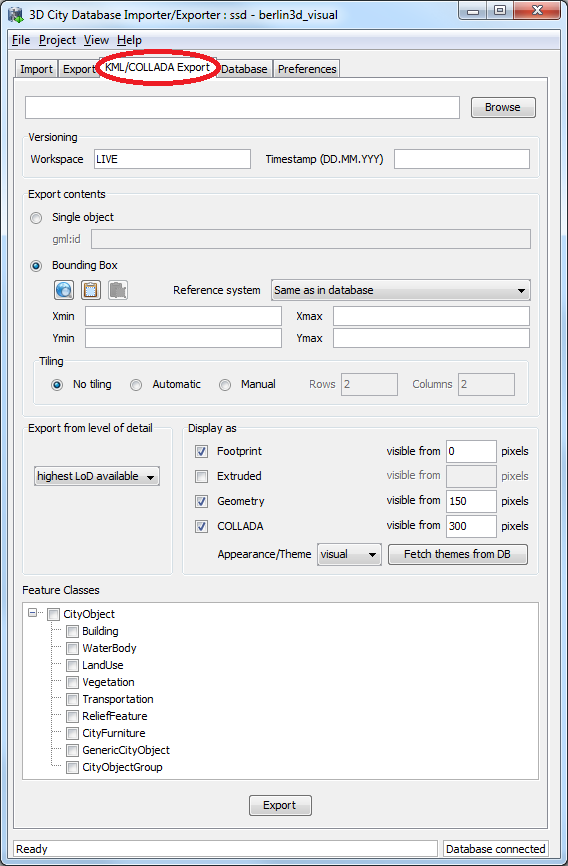 3D City Database Importer/Exporter : ssd - berlin3d_visual
File Project View Help
Import Export KML/COLLADA Export Database Preferences
Browse
Versioning
Workspace LIVE Timestamp (DD.MM.YYY)
Export contents
Single object
gml:id
Bounding Box
Reference system Same as in database
Xmin Xmax
Ymin Ymax
Tiling
No tiling Automatic Manual Rows 2 Columns 2
Export from level of detail
highest LoD available
Display as
Footprint visible from 0 pixels
Extruded visible from pixels
Geometry visible from 150 pixels
COLLADA visible from 300 pixels
Appearance/Theme visual Fetch themes from DB
Feature Classes
CityObject
Building
WaterBody
LandUse
Vegetation
Transportation
ReliefFeature
CityFurniture
GenericCityObject
CityObjectGroup
Export
Ready Database connected